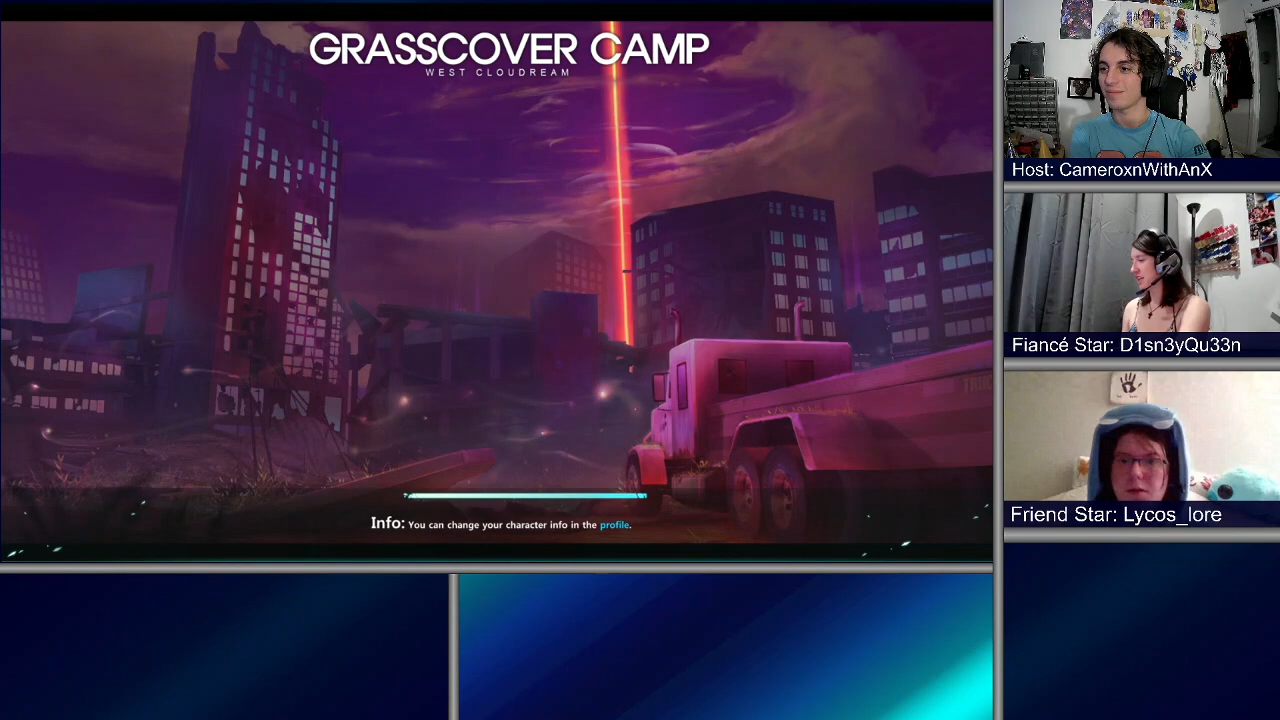 GRASSCOVER CAMP
WEST CLOUDREAM
Info: You can change your character info in the profile.
Host: CameroxnWithAnX
Fiancé Star: D1sn3yQu33n
Friend Star: Lycos_lore